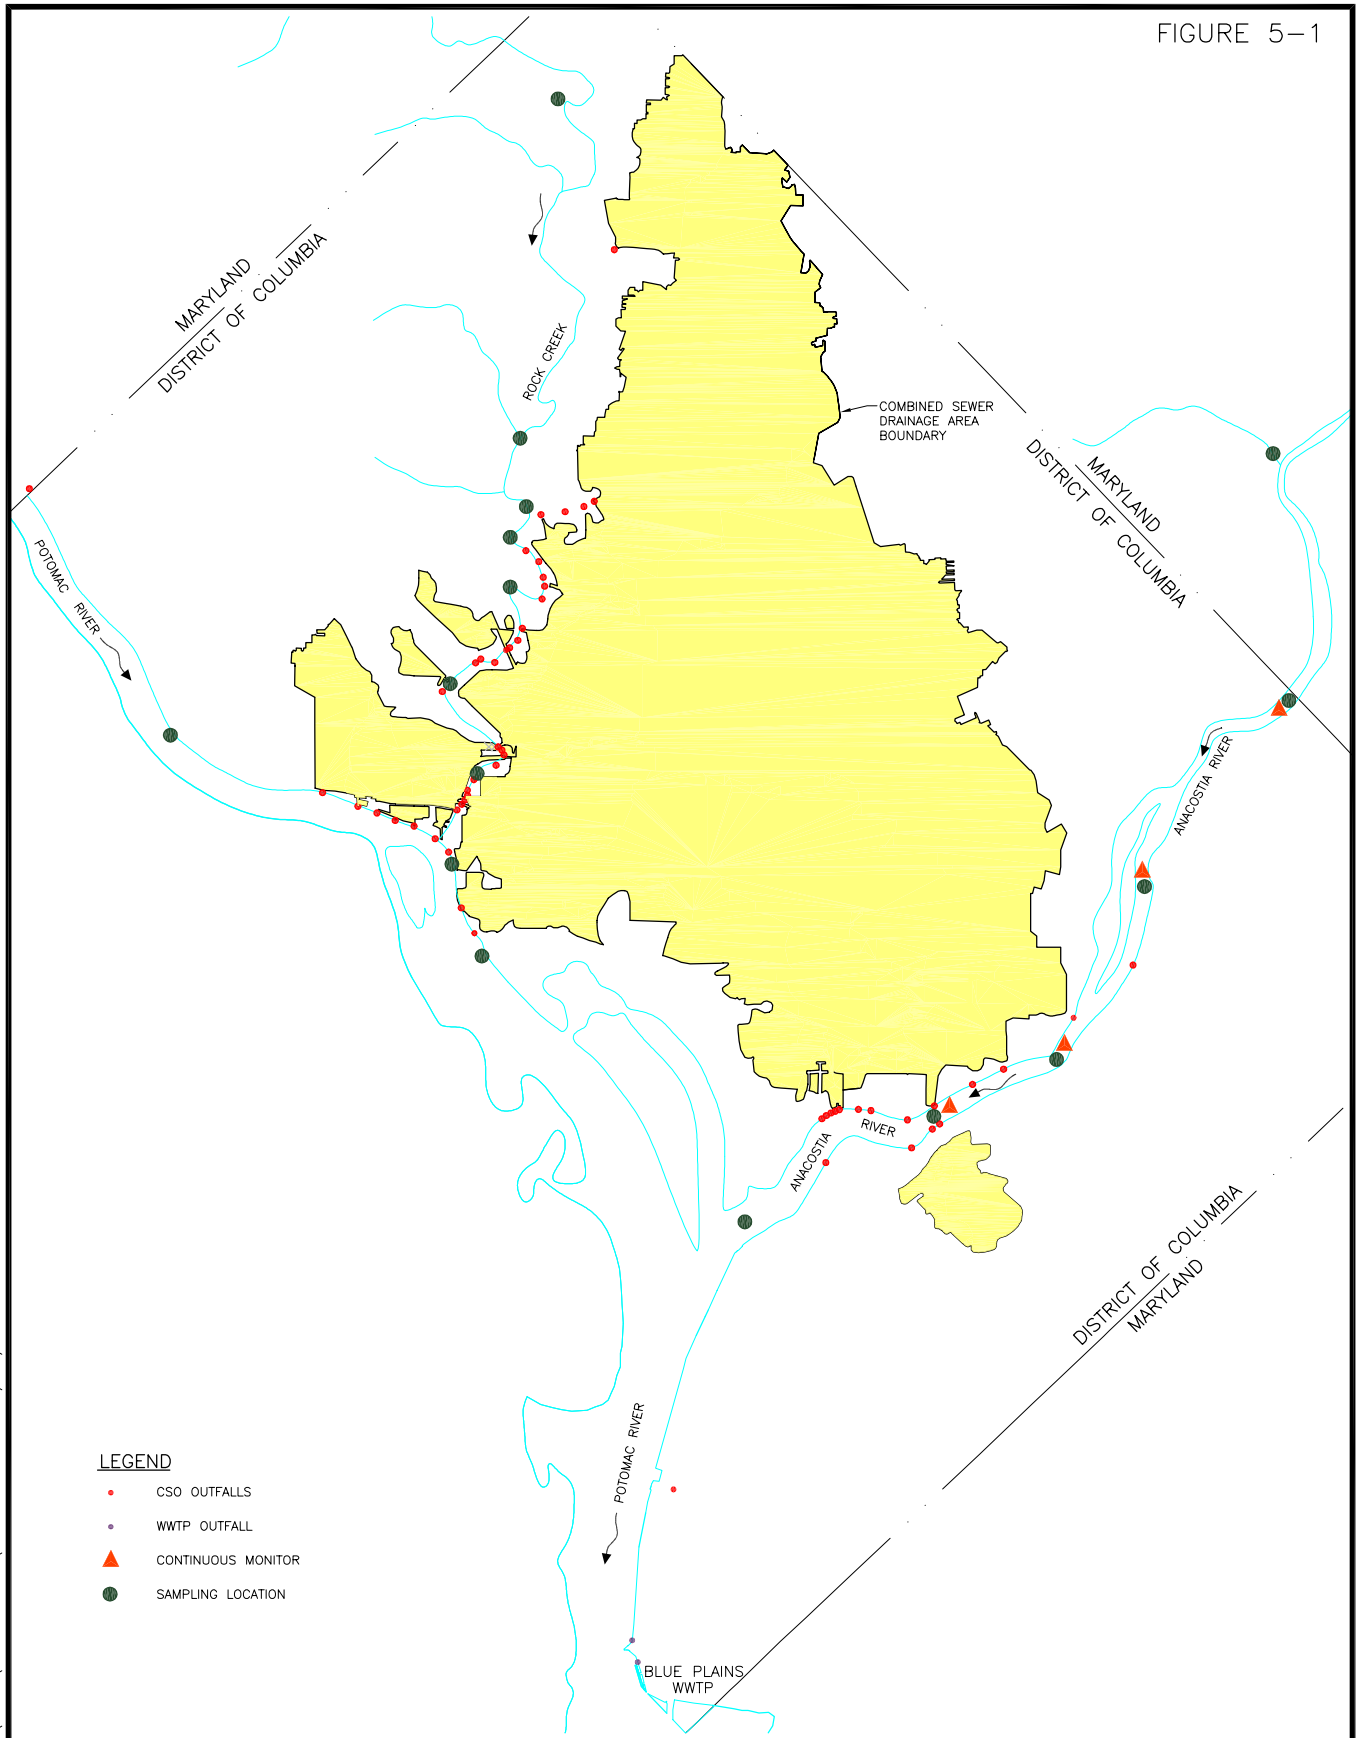 FIGURE 5-1
MARYLAND
DISTRICT OF COLUMBIA
ROCK CREEK
COMBINED SEWER
DRAINAGE AREA
BOUNDARY
MARYLAND
DISTRICT OF COLUMBIA
POTOMAC RIVER
ANACOSTIA RIVER
ANACOSTIA
RIVER
DISTRICT OF COLUMBIA
MARYLAND
POTOMAC RIVER
LEGEND
CSO OUTFALLS
WWTP OUTFALL
CONTINUOUS MONITOR
SAMPLING LOCATION
BLUE PLAINS
WWTP